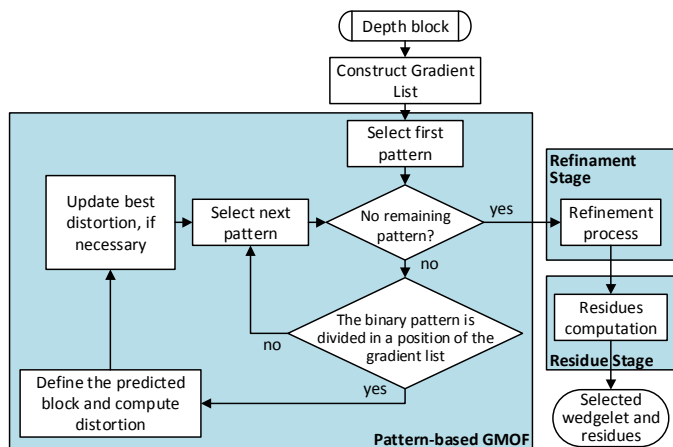 Depth block
Construct Gradient
List
Select first
pattern
Refinament
Stage
Update best
distortion, if
necessary
Select next
pattern
No remaining
pattern?
yes
Refinement
process
no
The binary pattern is
divided in a position of the
gradient list
no
yes
Residues
computation
Residue Stage
Define the predicted
block and compute
distortion
Selected
wedgelet and
residues
Pattern-based GMOF